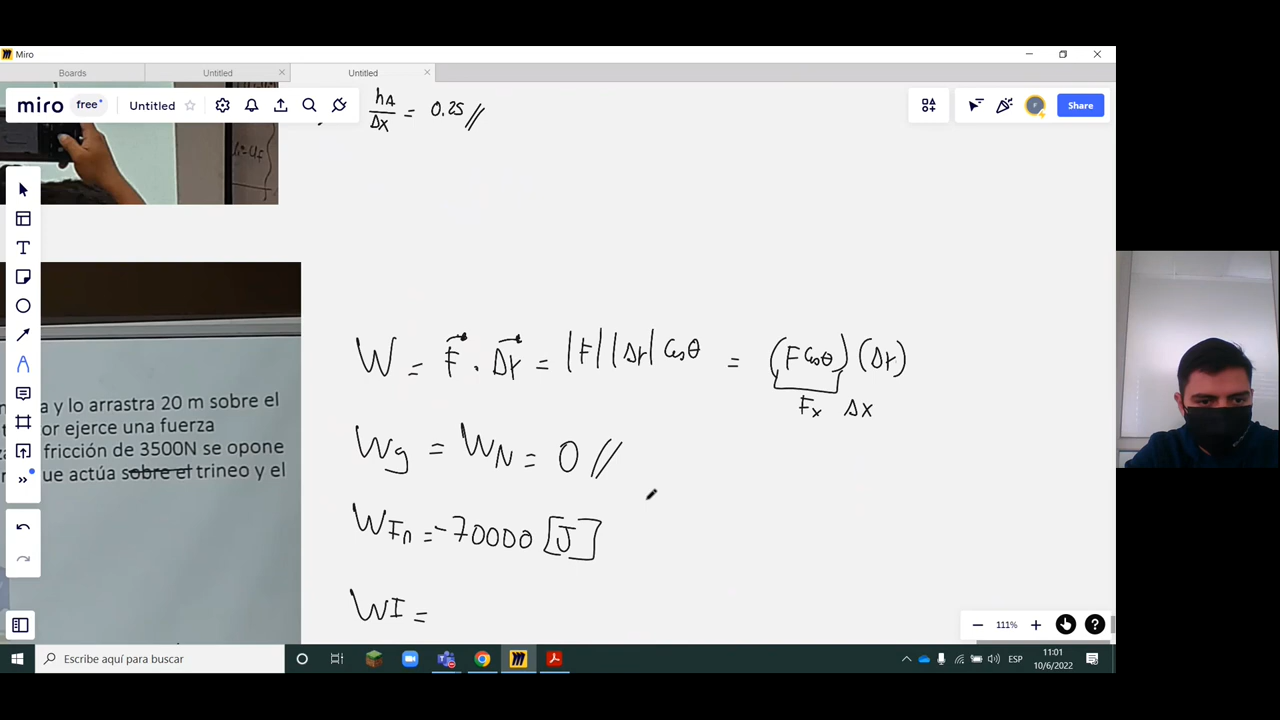 Miro
Boards
Untitled
Untitled
miro free Untitled
Share
hA/Δx = 0.25 //
W = F⃗ . Δr⃗ = |F| |Δr| Cosθ = (F Cosθ) (Δr)
Fx Δx
Wg = WN = 0 //
a y lo arrastra 20 m sobre el
or ejerce una fuerza
fricción de 3500N se opone
ue actúa sobre el trineo y el
= -70000 [J]
111%
Escribe aquí para buscar
ESP
11:01
10/6/2022